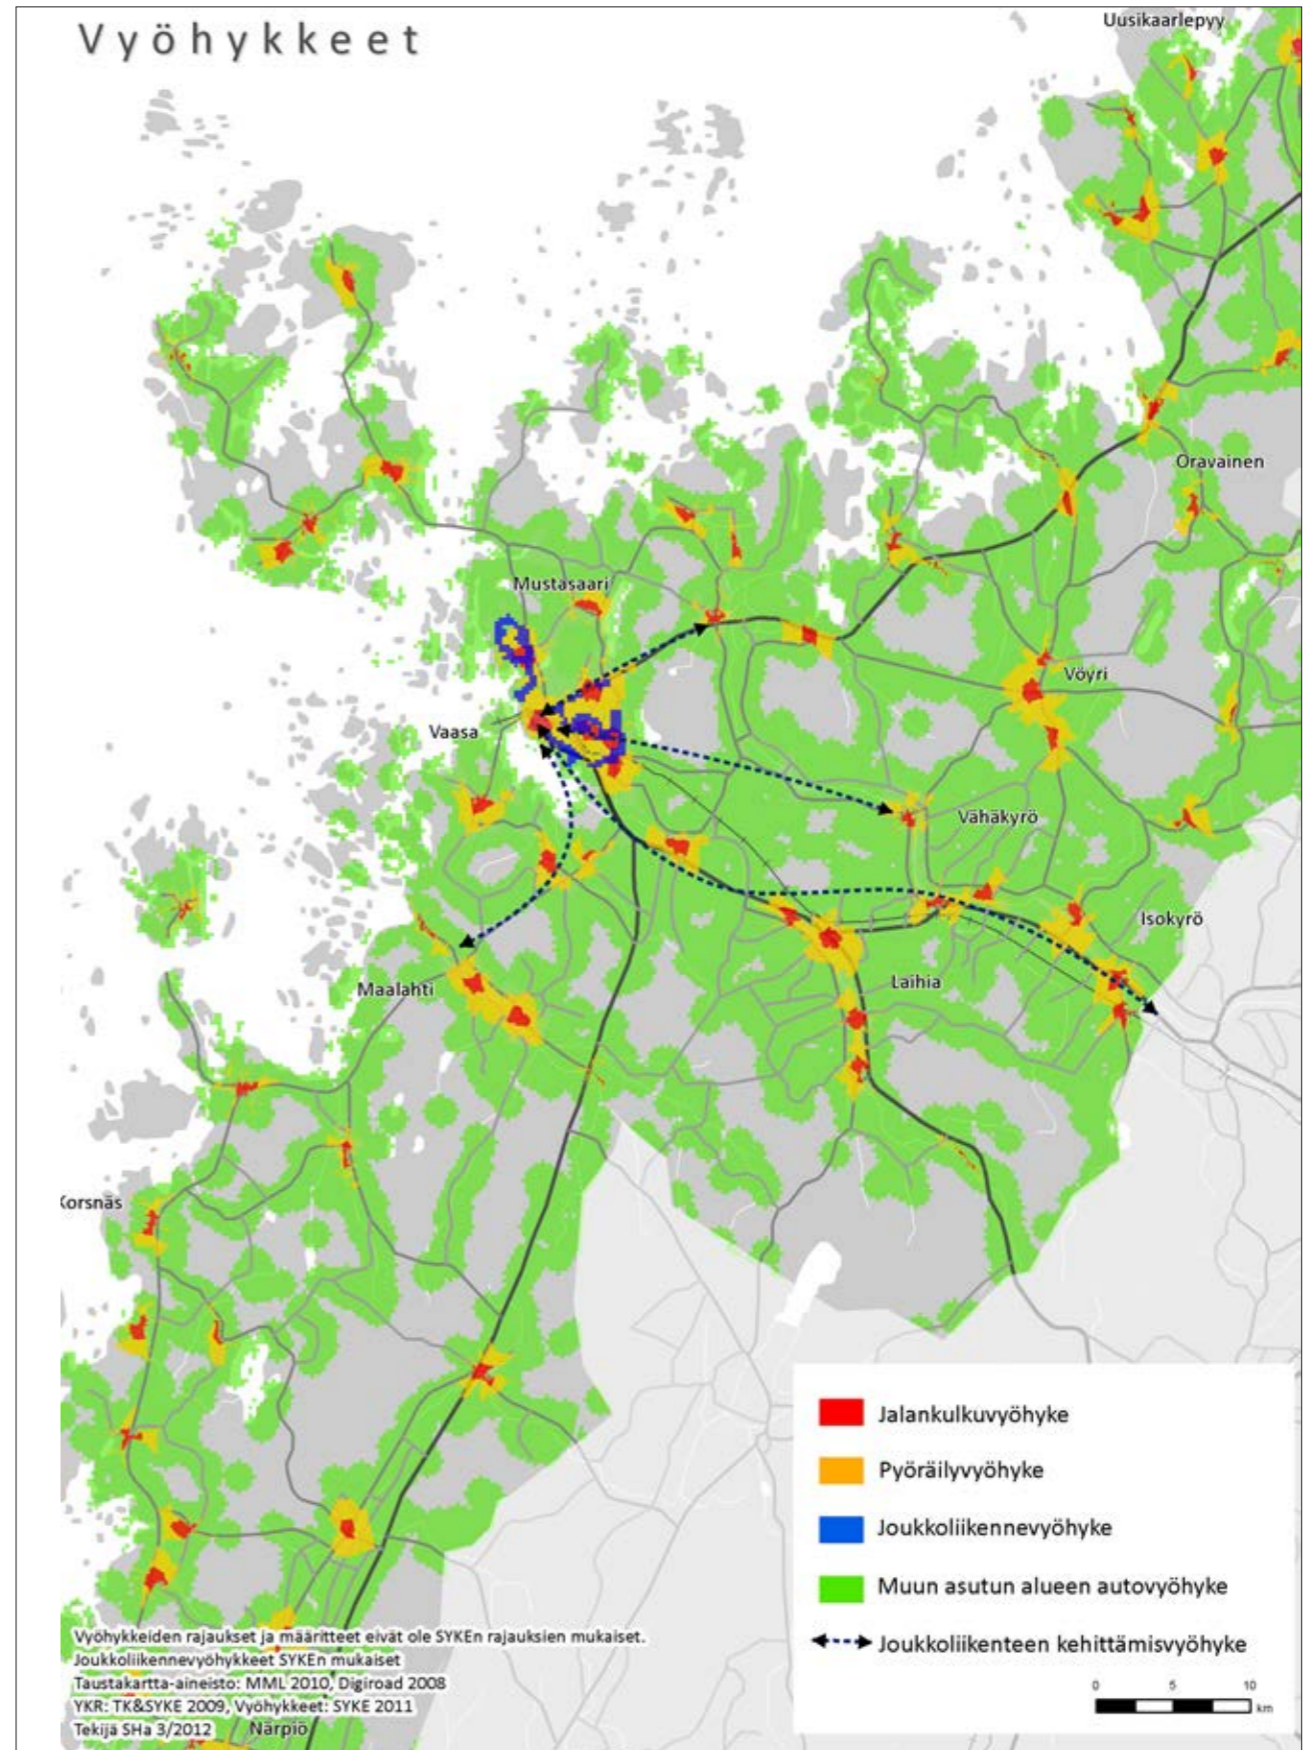 Vyöhykkeet
Uusikaarlepyy
Oravainen
Mustasaari
Vöyri
Vaasa
Vähäkyrö
Isokyrö
Laihia
Maalahti
Korsnäs
Jalankulkuvyöhyke
Pyöräilyvyöhyke
Joukkoliikennevyöhyke
Muun asutun alueen autovyöhyke
Joukkoliikenteen kehittämisvyöhyke
0 5 10
km
Vyöhykkeiden rajaukset ja määritteet eivät ole SYKEn rajauksien mukaiset.
Joukkoliikennevyöhykkeet SYKEn mukaiset
Taustakartta-aineisto: MML 2010, Digiroad 2008
YKR: TK&SYKE 2009, Vyöhykkeet: SYKE 2011
Tekijä SHa 3/2012
Närpiö